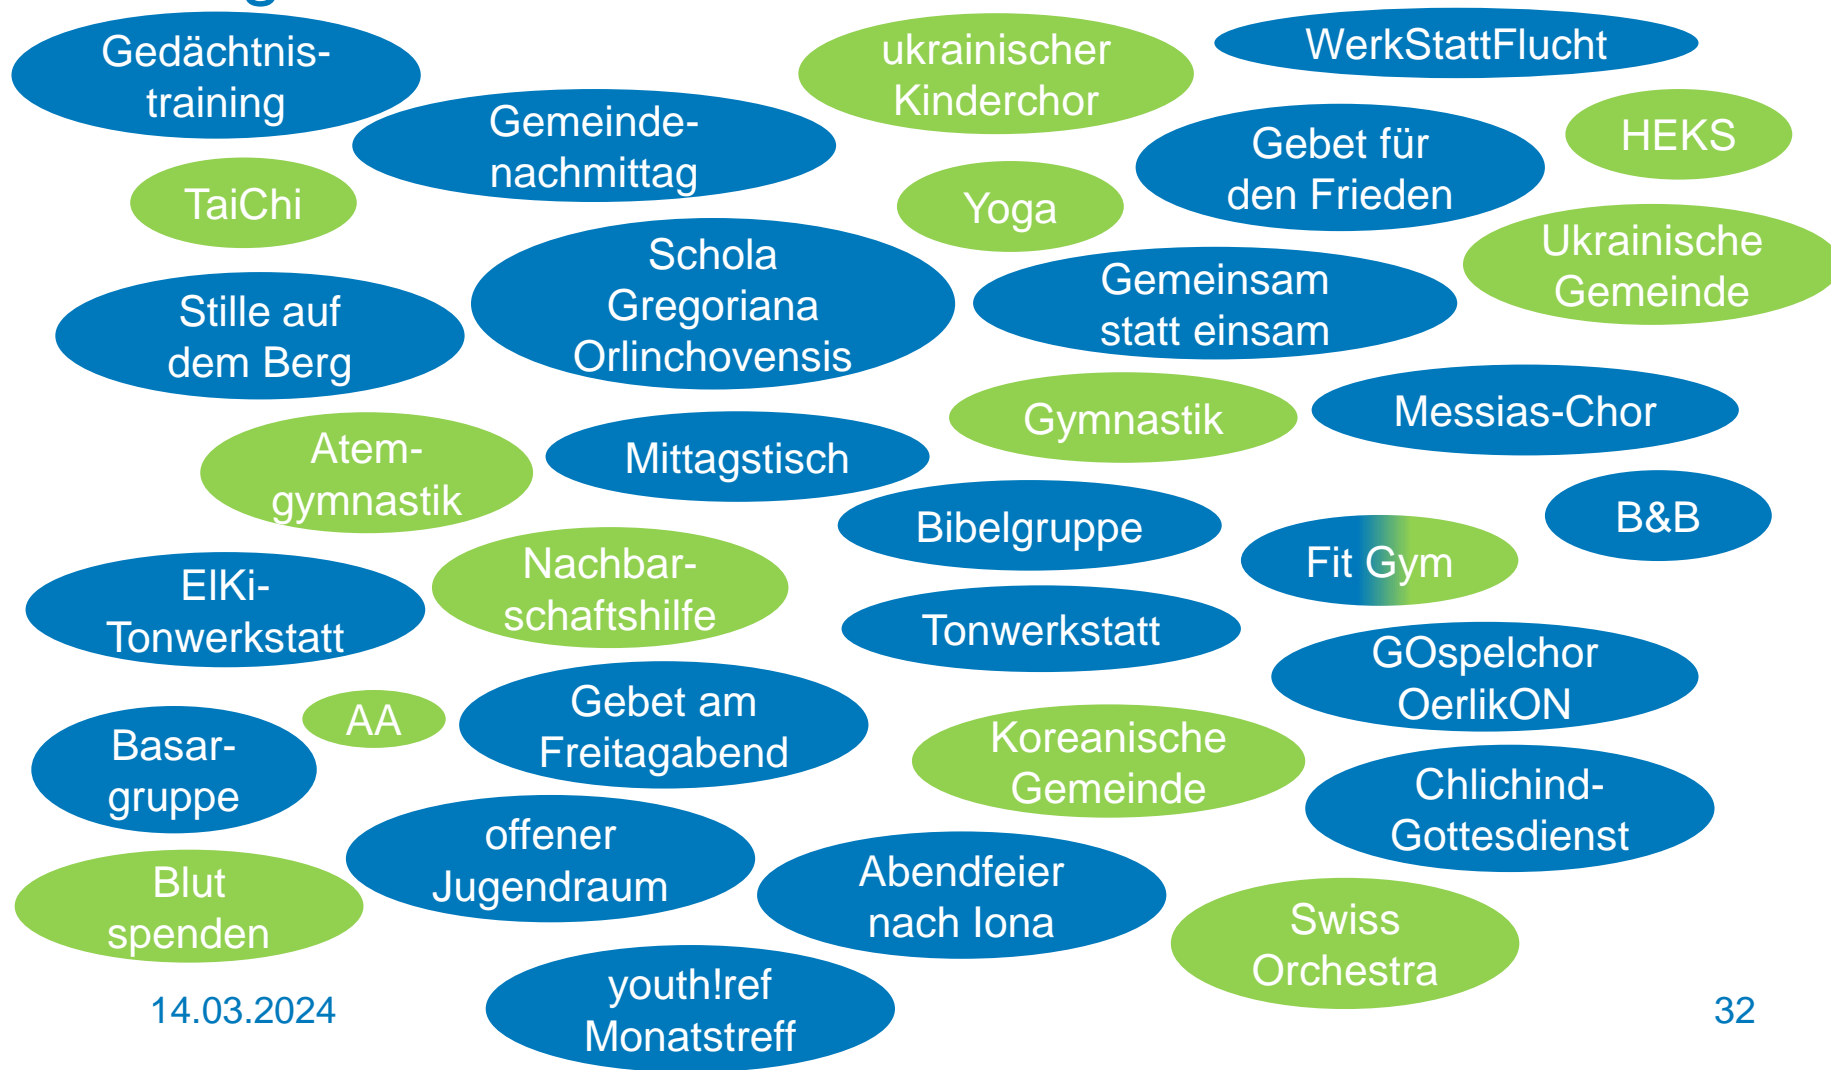 Gedächtnis-
training
Gemeinde-
nachmittag
ukrainischer
Kinderchor
WerkStattFlucht
Gebet für
den Frieden
HEKS
TaiChi
Yoga
Ukrainische
Gemeinde
Stille auf
dem Berg
Schola
Gregoriana
Orlinchovensis
Gemeinsam
statt einsam
Gymnastik
Messias-Chor
Atem-
gymnastik
Mittagstisch
Bibelgruppe
B&B
Fit Gym
ElKi-
Tonwerkstatt
Nachbar-
schaftshilfe
Tonwerkstatt
GOspelchor
OerlikON
Basar-
gruppe
AA
Gebet am
Freitagabend
Koreanische
Gemeinde
Chlichind-
Gottesdienst
Blut
spenden
offener
Jugendraum
Abendfeier
nach Iona
Swiss
Orchestra
youth!ref
Monatstreff
14.03.2024
32